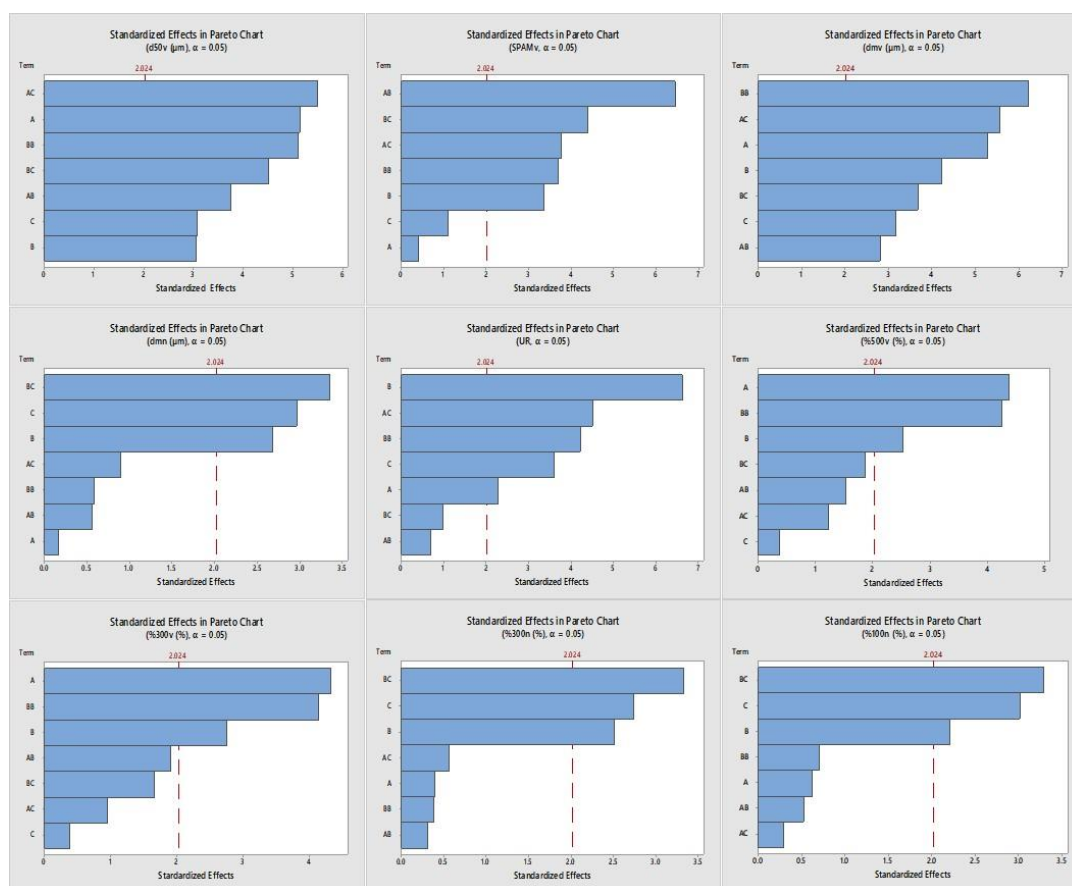 Standardized Effects in Pareto Chart
(d50v (µm), α = 0.05)
Term
2.024
AC
A
BB
BC
AB
C
B
0 1 2 3 4 5 6
Standardized Effects
Standardized Effects in Pareto Chart
(SPAMv, α = 0.05)
Term
2.024
AB
BC
AC
BB
B
C
A
0 1 2 3 4 5 6 7
Standardized Effects
Standardized Effects in Pareto Chart
(dmv (µm), α = 0.05)
Term
2.024
BB
AC
A
B
BC
C
AB
0 1 2 3 4 5 6 7
Standardized Effects
Standardized Effects in Pareto Chart
(dmn (µm), α = 0.05)
Term
2.024
BC
C
B
AC
BB
AB
A
0.0 0.5 1.0 1.5 2.0 2.5 3.0 3.5
Standardized Effects
Standardized Effects in Pareto Chart
(UR, α = 0.05)
Term
2.024
B
AC
BB
C
A
BC
AB
0 1 2 3 4 5 6 7
Standardized Effects
Standardized Effects in Pareto Chart
(%500v (%), α = 0.05)
Term
2.024
A
BB
B
BC
AB
AC
C
0 1 2 3 4 5
Standardized Effects
Standardized Effects in Pareto Chart
(%300v (%), α = 0.05)
Term
2.024
A
BB
B
AB
BC
AC
C
0 1 2 3 4
Standardized Effects
Standardized Effects in Pareto Chart
(%300n (%), α = 0.05)
Term
2.024
BC
C
B
AC
A
BB
AB
0.0 0.5 1.0 1.5 2.0 2.5 3.0 3.5
Standardized Effects
Standardized Effects in Pareto Chart
(%100n (%), α = 0.05)
Term
2.024
BC
C
B
BB
A
AB
AC
0.0 0.5 1.0 1.5 2.0 2.5 3.0 3.5
Standardized Effects